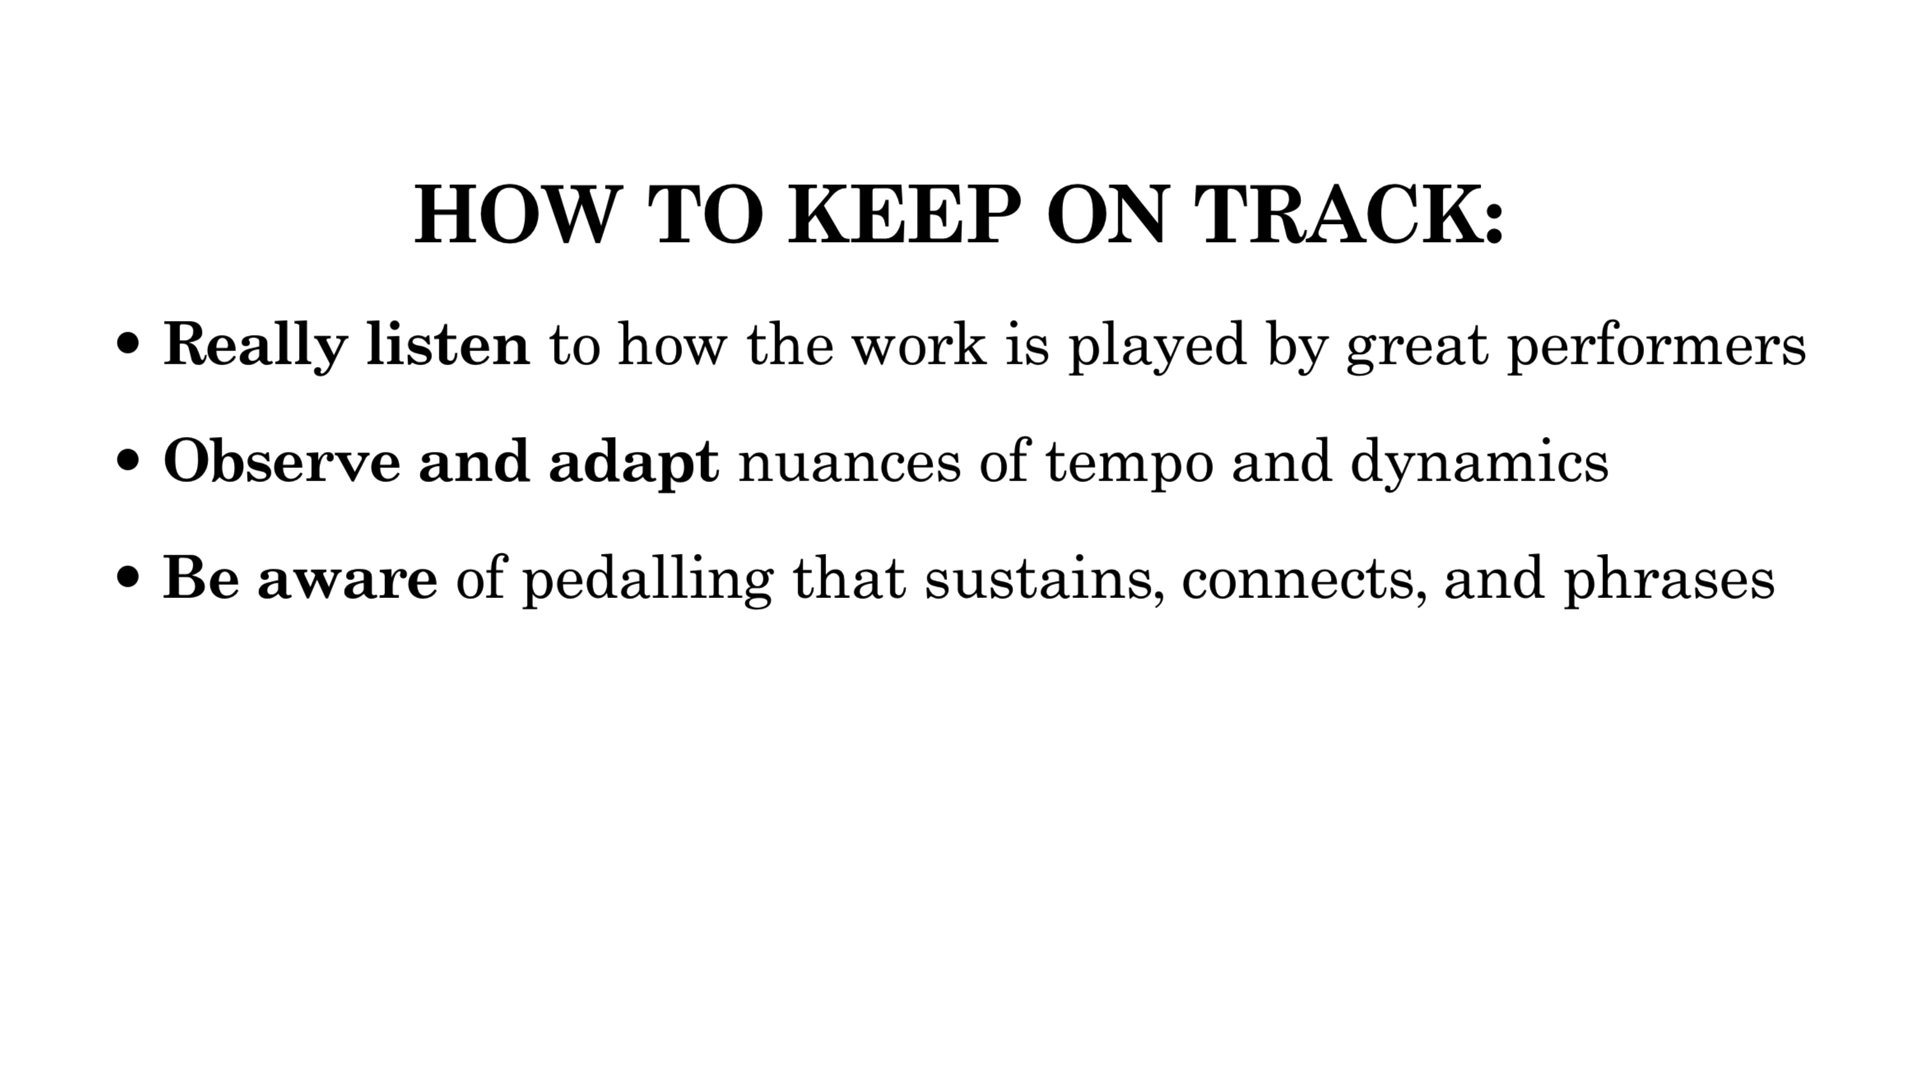 HOW TO KEEP ON TRACK:
• Really listen to how the work is played by great performers
• Observe and adapt nuances of tempo and dynamics
• Be aware of pedalling that sustains, connects, and phrases